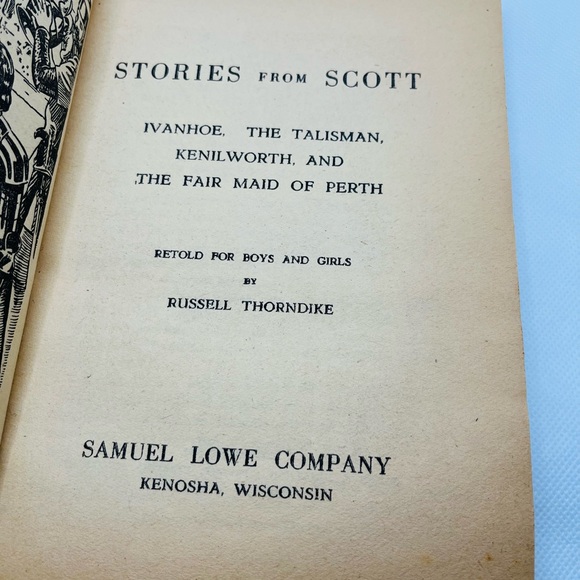 STORIES FROM SCOTT
IVANHOE, THE TALISMAN,
KENILWORTH, AND
THE FAIR MAID OF PERTH
RETOLD FOR BOYS AND GIRLS
BY
RUSSELL THORNDIKE
SAMUEL LOWE COMPANY
KENOSHA, WISCONSIN